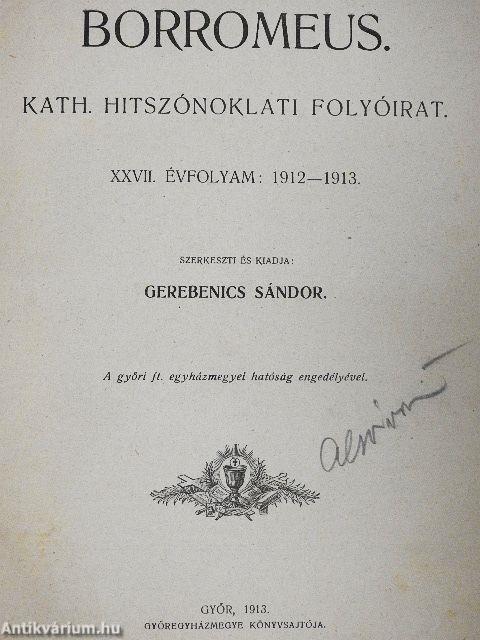 BORROMEUS.
KATH. HITSZÓNOKLATI FOLYÓIRAT.
XXVII. ÉVFOLYAM: 1912—1913.
SZERKESZTI ÉS KIADJA:
GEREBENICS SÁNDOR.
A győri ft. egyházmegyei hatóság engedélyével.
GYŐR, 1913.
GYŐREGYHÁZMEGYE KÖNYVSAJTÓJA.
Antikvárium.hu